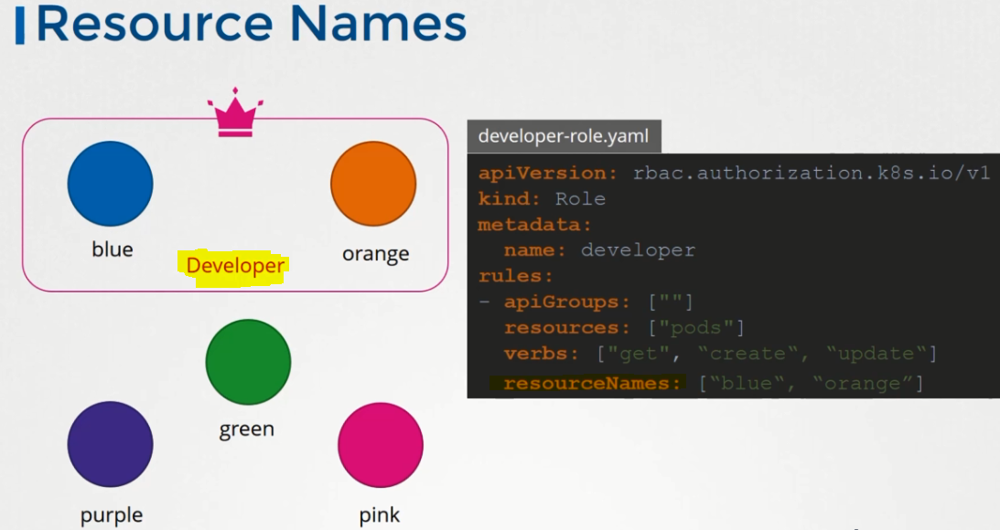 Resource Names
blue
orange
Developer
green
purple
pink
developer-role.yaml
apiVersion: rbac.authorization.k8s.io/v1
kind: Role
metadata:
  name: developer
rules:
- apiGroups: [""]
  resources: ["pods"]
  verbs: ["get", “create“, “update“]
  resourceNames: [“blue“, “orange”]